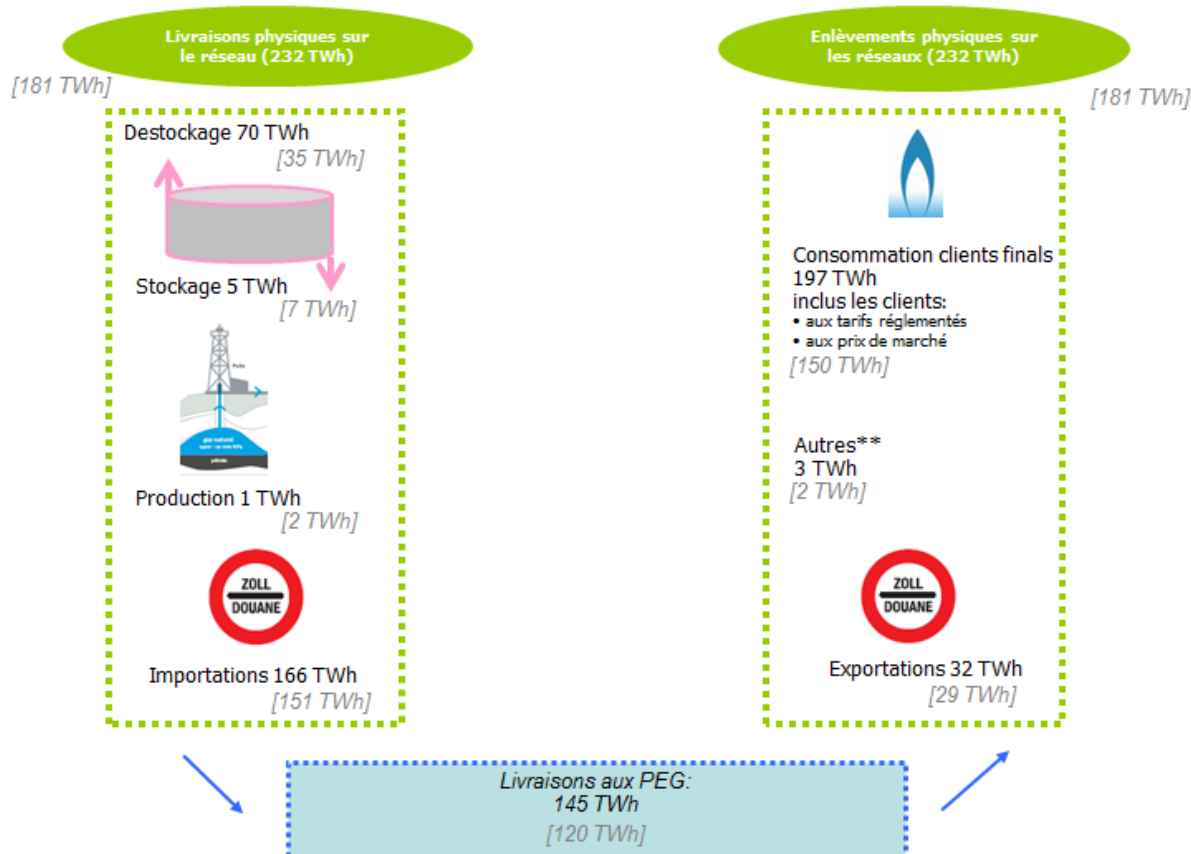 Livraisons physiques sur
le réseau (232 TWh)
[181 TWh]
Destockage 70 TWh
[35 TWh]
Stockage 5 TWh
[7 TWh]
Puits
gaz naturel
pétrole
Production 1 TWh
[2 TWh]
ZOLL
DOUANE
Importations 166 TWh
[151 TWh]
Enlèvements physiques sur
les réseaux (232 TWh)
[181 TWh]
Consommation clients finals
197 TWh
inclus les clients:
• aux tarifs réglementés
• aux prix de marché
[150 TWh]
Autres**
3 TWh
[2 TWh]
ZOLL
DOUANE
Exportations 32 TWh
[29 TWh]
Livraisons aux PEG:
145 TWh
[120 TWh]